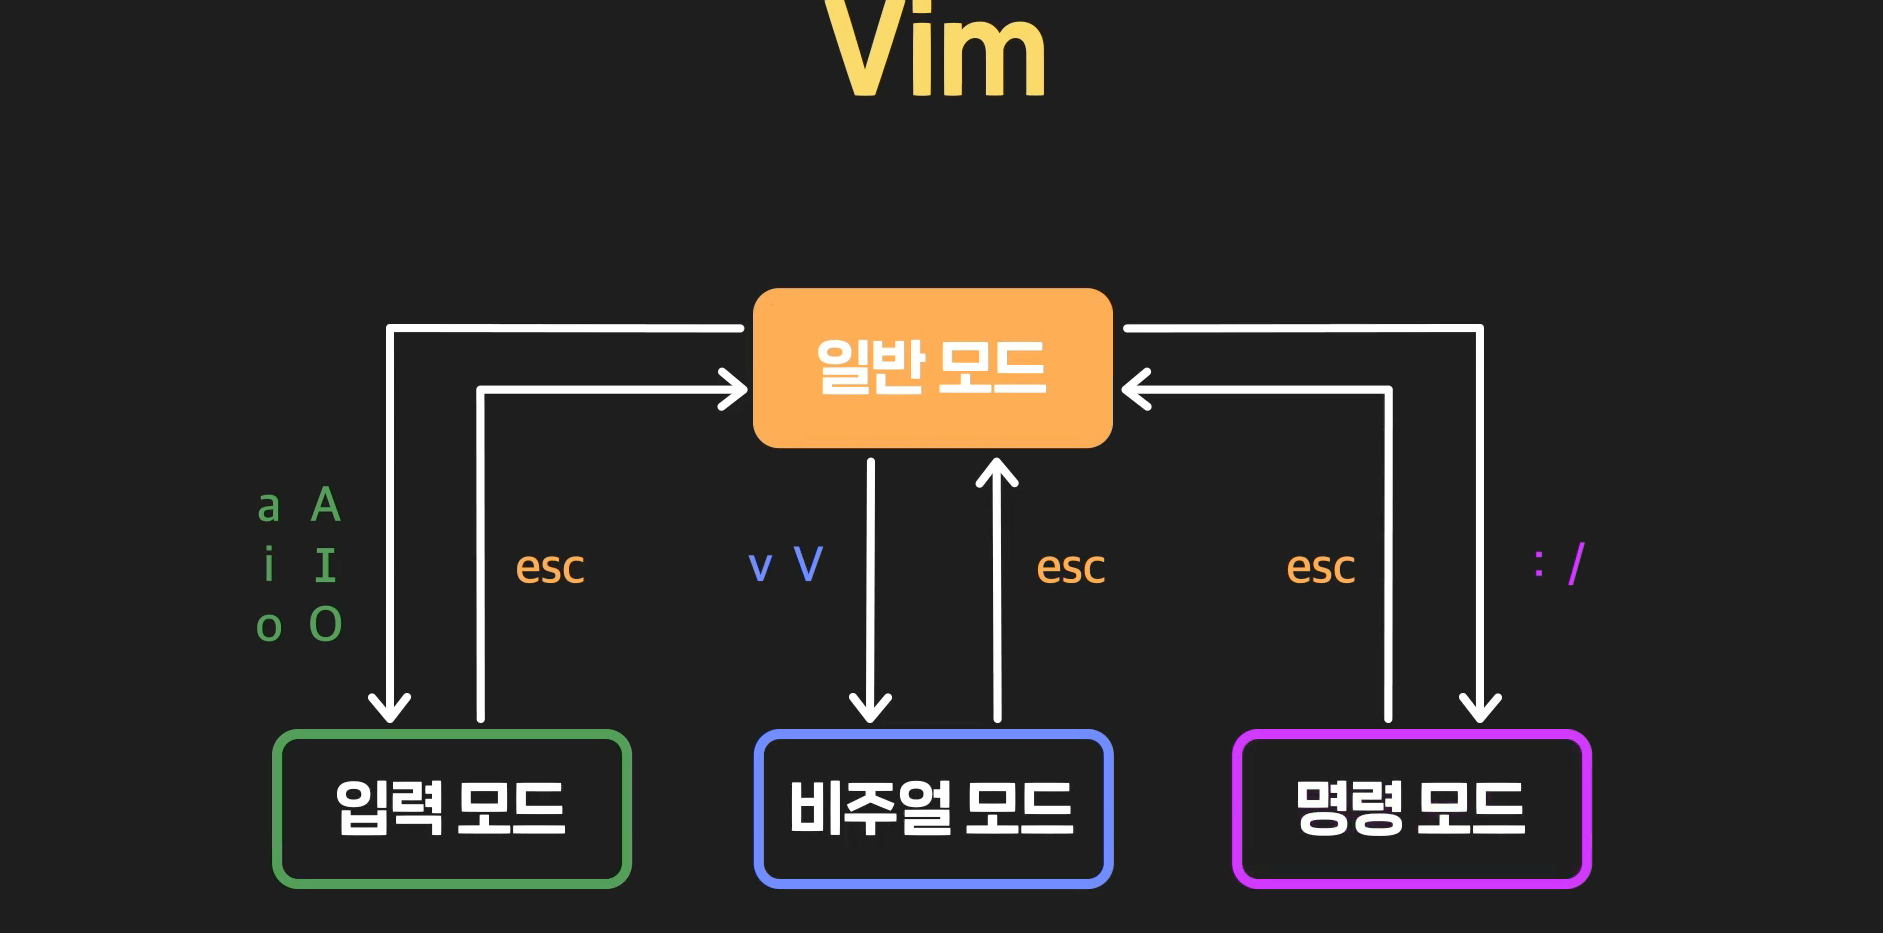 Vim
일반 모드
a A
i I
o O
esc
v V
esc
esc
: /
입력 모드
비주얼 모드
명령 모드